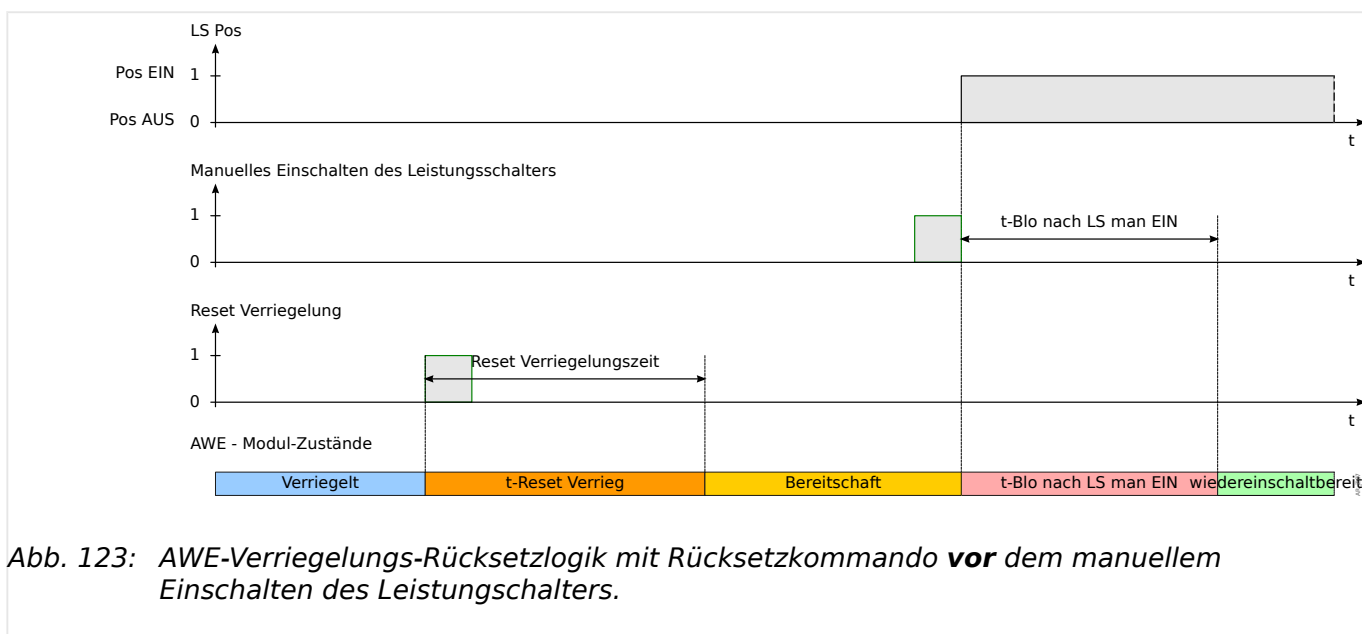 LS Pos
Pos EIN 1
Pos AUS 0
t
Manuelles Einschalten des Leistungsschalters
1
t-Blo nach LS man EIN
0
t
Reset Verriegelung
1
Reset Verriegelungszeit
0
t
AWE - Modul-Zustände
Verriegelt t-Reset Verrieg Bereitschaft t-Blo nach LS man EIN wiedereinschaltbereit
Abb. 123: AWE-Verriegelungs-Rücksetzlogik mit Rücksetzkommando vor dem manuellem
Einschalten des Leistungschalters.